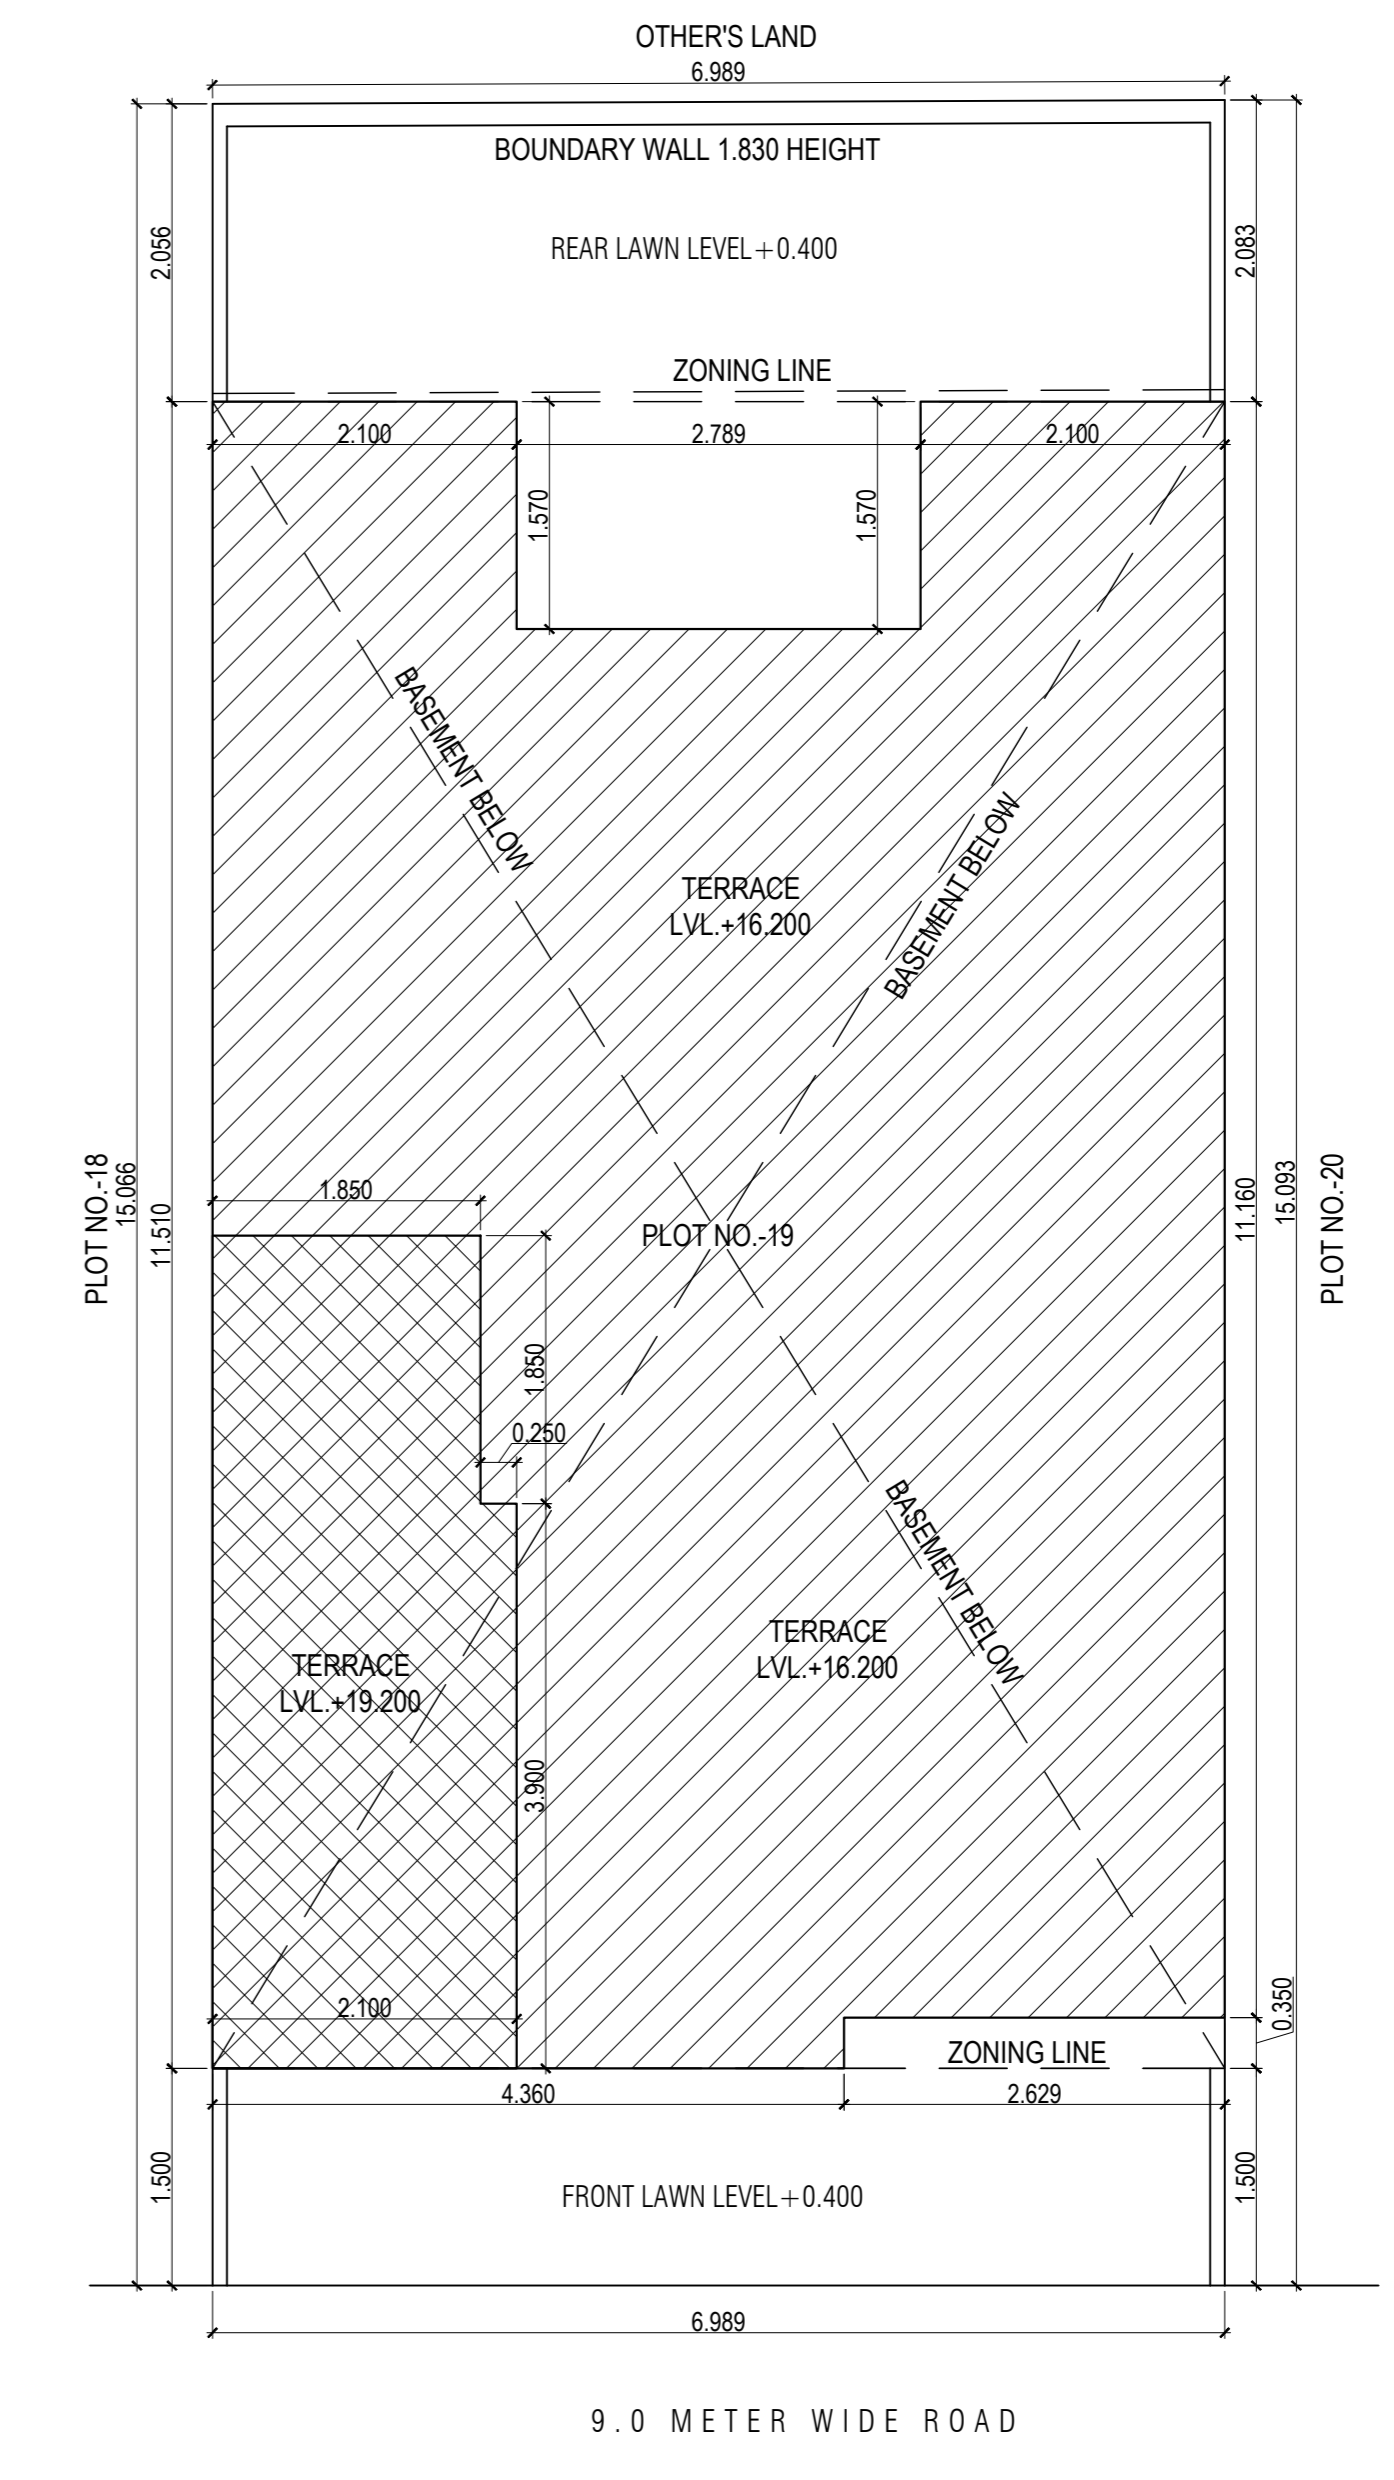 OTHER'S LAND
6.989
BOUNDARY WALL 1.830 HEIGHT
2.056
REAR LAWN LEVEL+0.400
2.083
ZONING LINE
2.100
2.789
2.100
1.570
1.570
BASEMENT BELOW
BASEMENT BELOW
TERRACE
LVL.+16.200
PLOT NO.-18
15.066
11.510
1.850
PLOT NO.-19
11.160
15.093
PLOT NO.-20
1.850
0.250
BASEMENT BELOW
TERRACE
LVL.+16.200
TERRACE
LVL.+19.200
3.900
2.100
0.350
ZONING LINE
4.360
2.629
1.500
FRONT LAWN LEVEL+0.400
1.500
6.989
9.0 METER WIDE ROAD